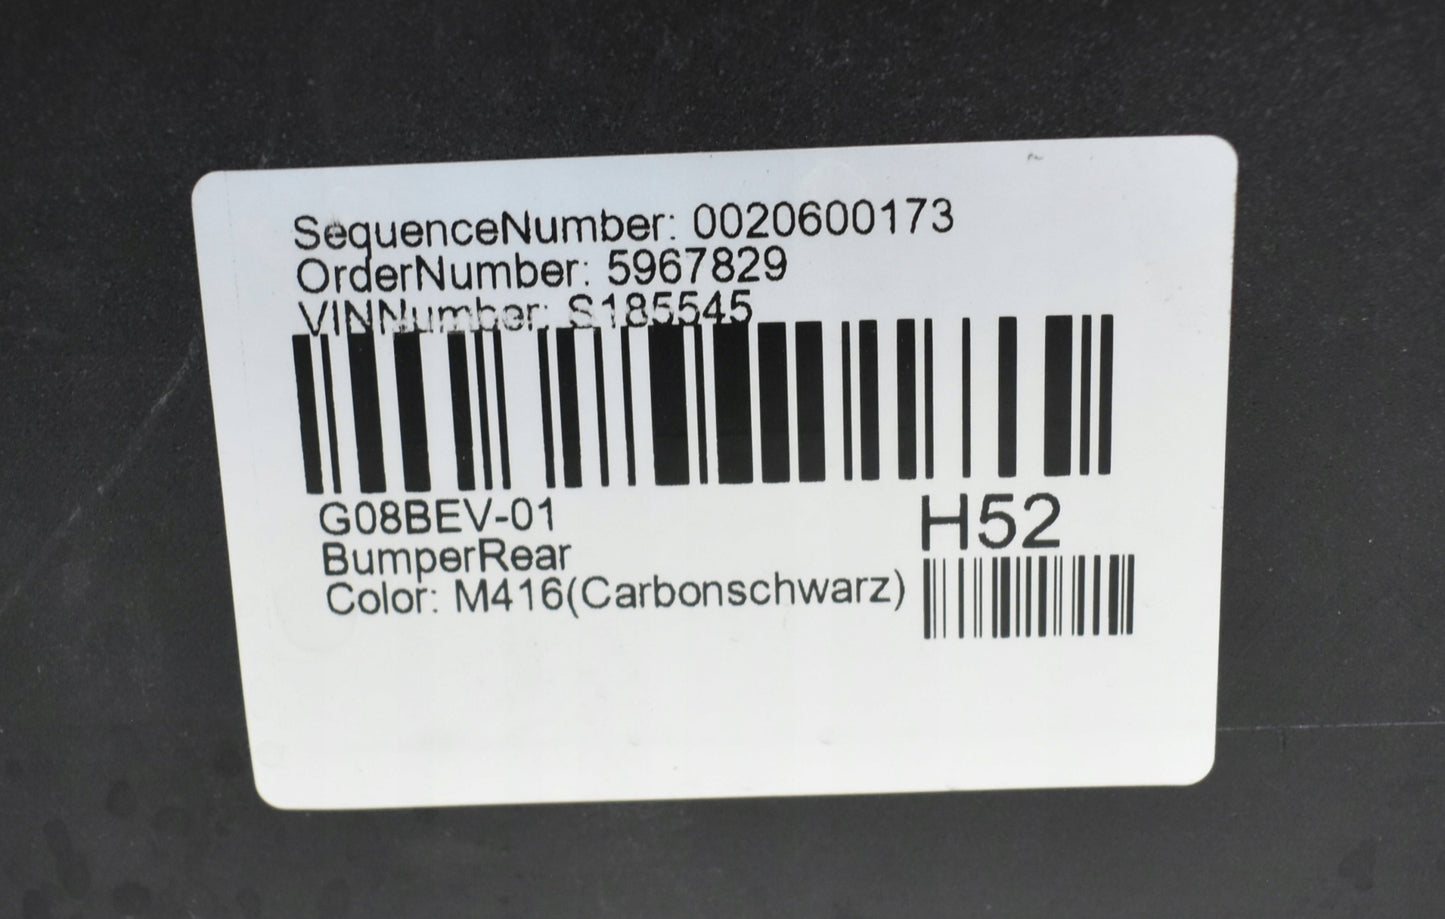 SequenceNumber: 0020600173
OrderNumber: 5967829
VINNumber: S185545
G08BEV-01
BumperRear
Color: M416(Carbonschwarz)
H52